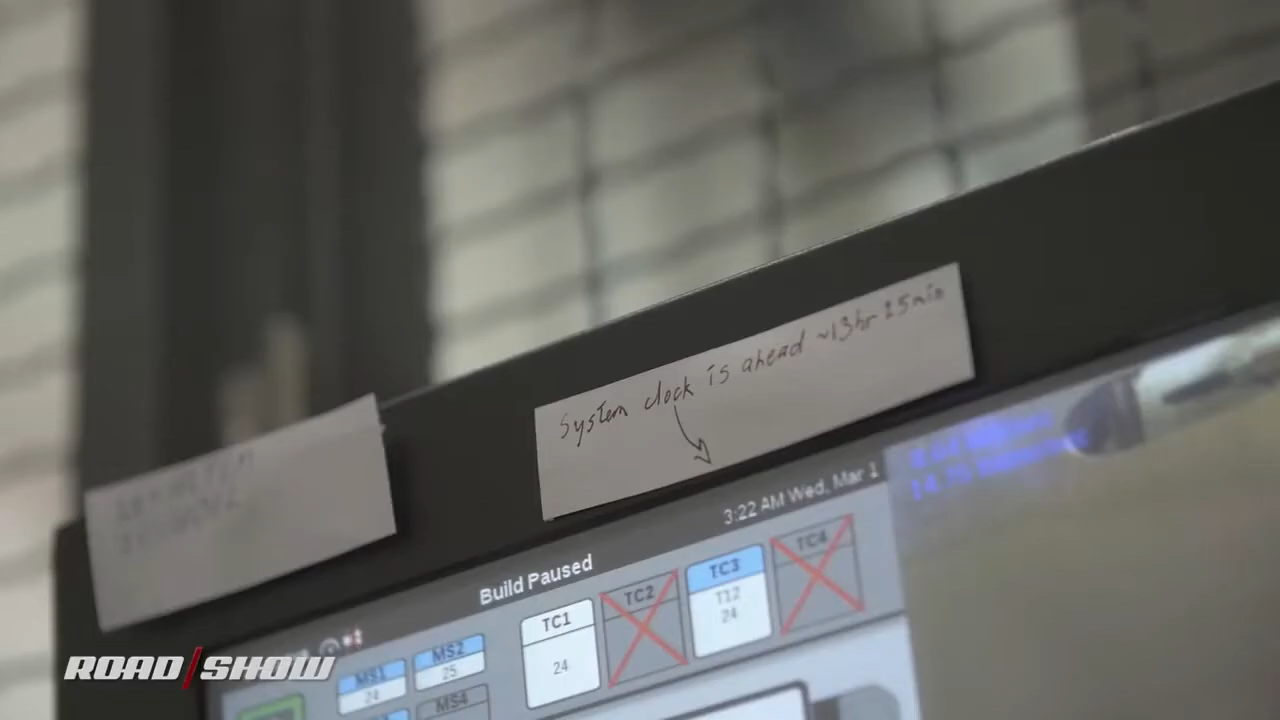 System clock is ahead ~13hr 25min
3:22 AM Wed, Mar 1
Build Paused
TC1
24
TC2
TC3
T12
24
TC4
MS1
24
MS2
25
MS4
ROAD/SHOW